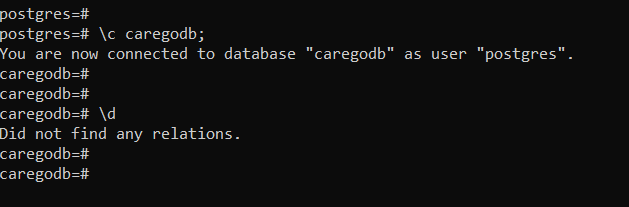 postgres=#
postgres=# \c caregodb;
You are now connected to database "caregodb" as user "postgres".
caregodb=#
caregodb=#
caregodb=# \d
Did not find any relations.
caregodb=#
caregodb=#